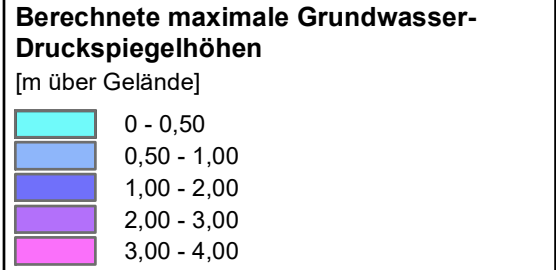 Berechnete maximale Grundwasser-
Druckspiegelhöhen
[m über Gelände]
0 - 0,50
0,50 - 1,00
1,00 - 2,00
2,00 - 3,00
3,00 - 4,00